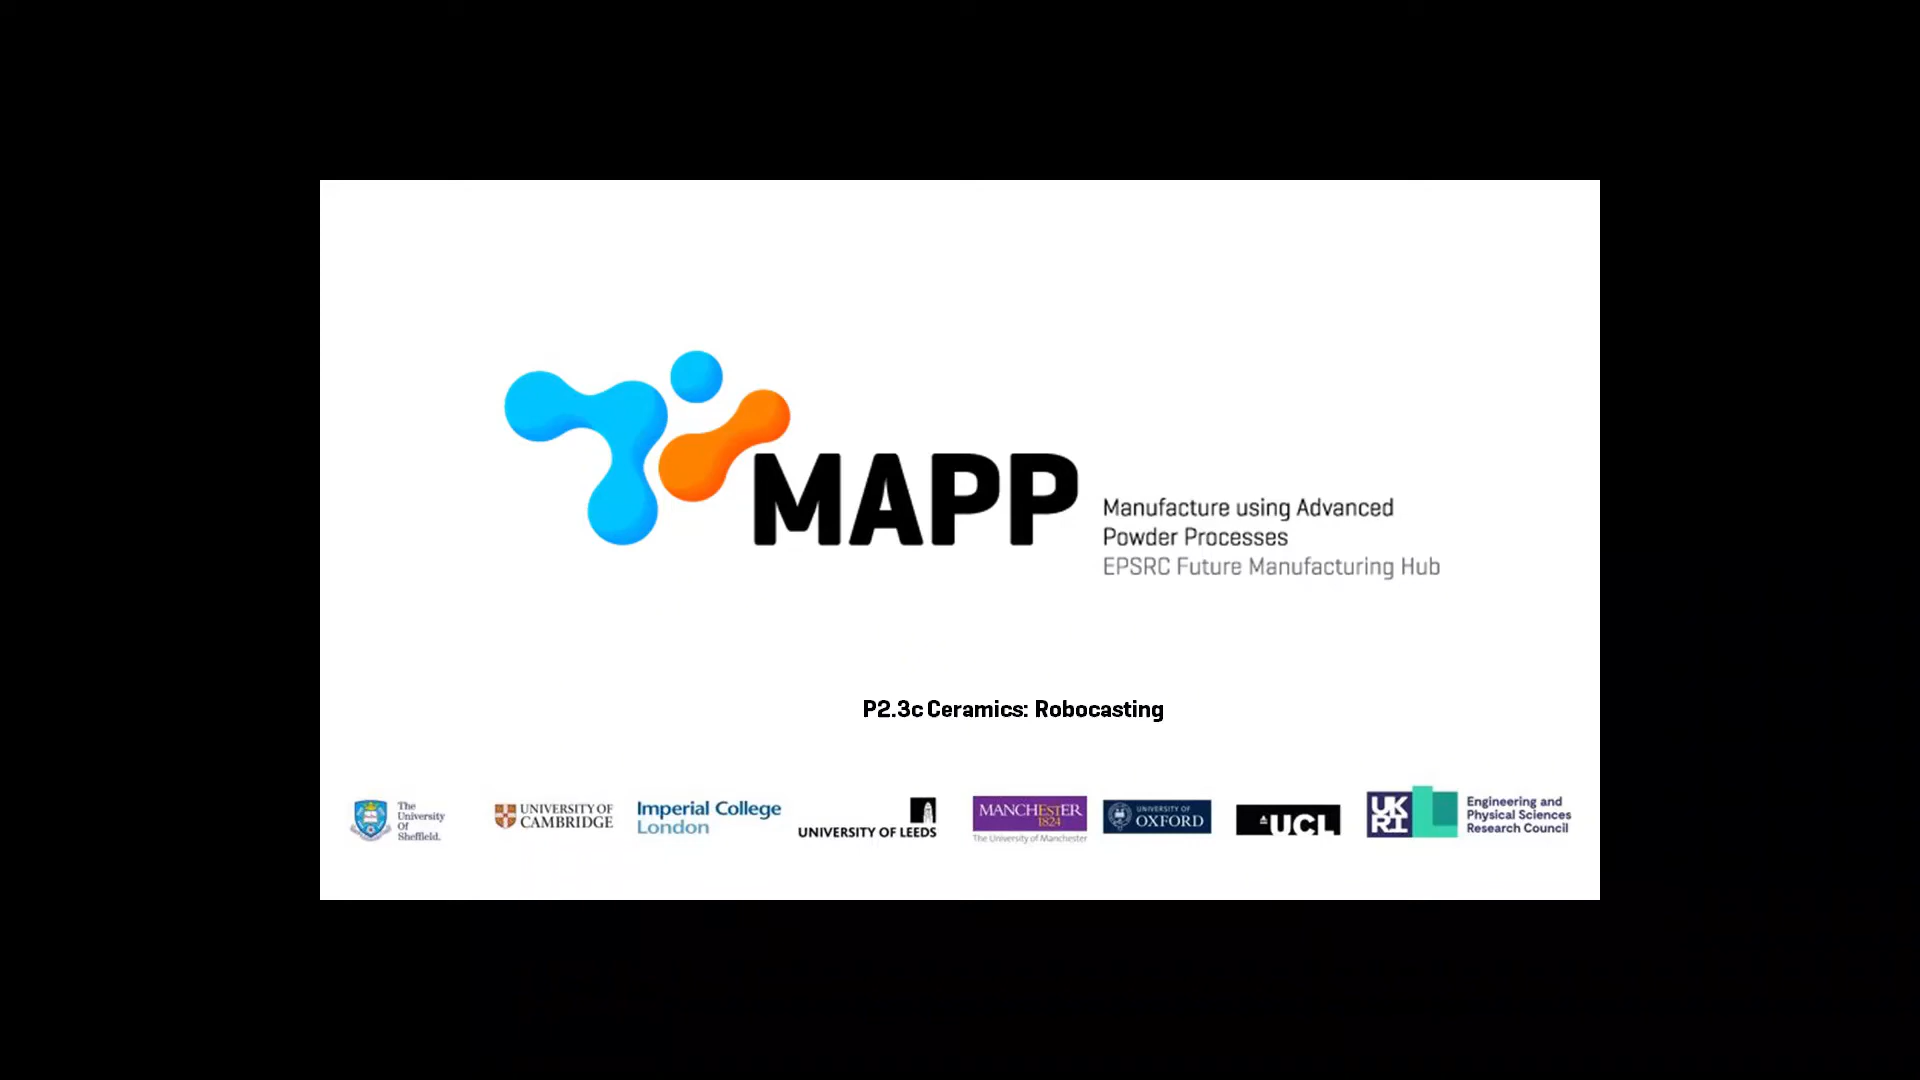 MAPP
Manufacture using Advanced
Powder Processes
EPSRC Future Manufacturing Hub
P2.3c Ceramics: Robocasting
The
University
Of
Sheffield.
UNIVERSITY OF
CAMBRIDGE
Imperial College
London
UNIVERSITY OF LEEDS
MANCHESTER
1824
The University of Manchester
UNIVERSITY OF
OXFORD
UCL
UK
RI
Engineering and
Physical Sciences
Research Council